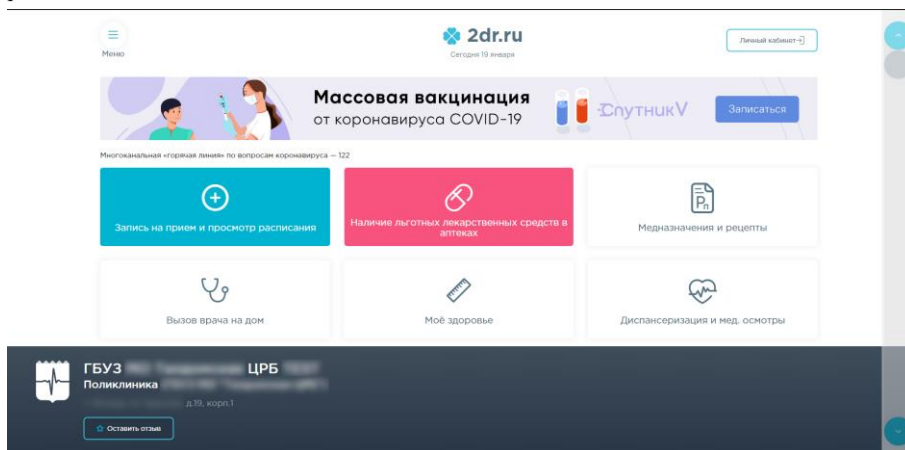 2dr.ru
Меню
Сегодня 19 января
Личный кабинет
Массовая вакцинация
от коронавируса COVID-19
СпутникV
Записаться
Многоканальная «горячая линия» по вопросам коронавируса — 122
Запись на прием и просмотр расписания
Наличие льготных лекарственных средств в
аптеках
Рп
Медназначения и рецепты
Вызов врача на дом
Моё здоровье
Диспансеризация и мед. осмотры
ГБУЗ ЦРБ
Поликлиника
д.19, корп.1
Оставить отзыв